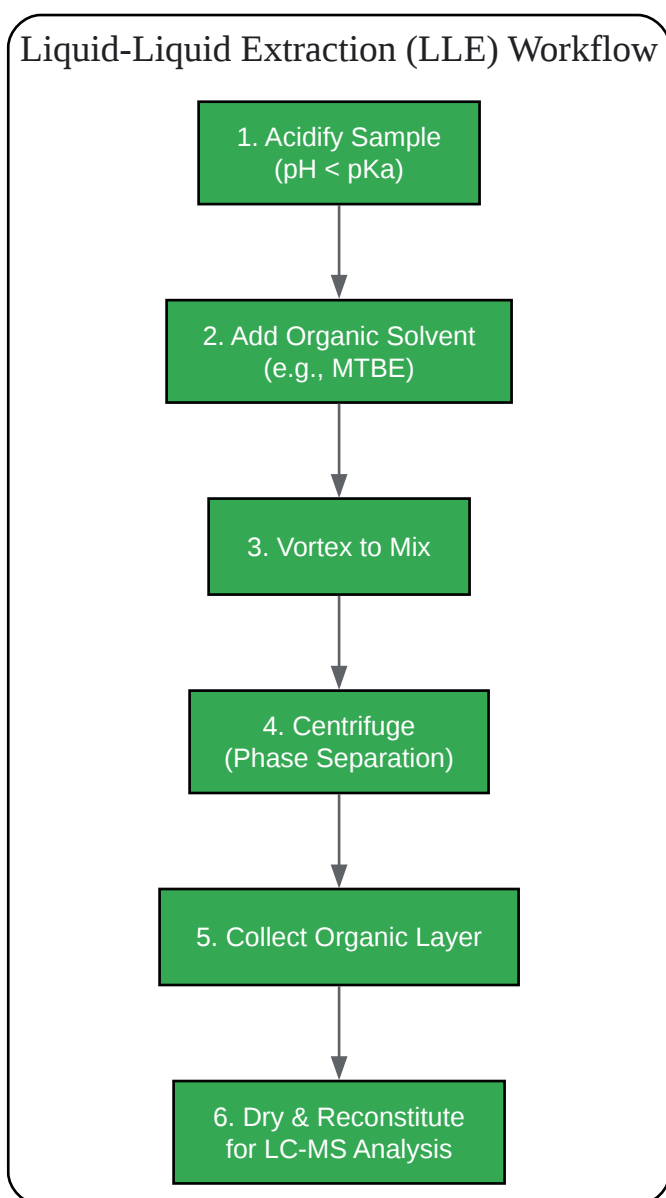 Liquid-Liquid Extraction (LLE) Workflow
1. Acidify Sample
(pH < pKa)
2. Add Organic Solvent
(e.g., MTBE)
3. Vortex to Mix
4. Centrifuge
(Phase Separation)
5. Collect Organic Layer
6. Dry & Reconstitute
for LC-MS Analysis